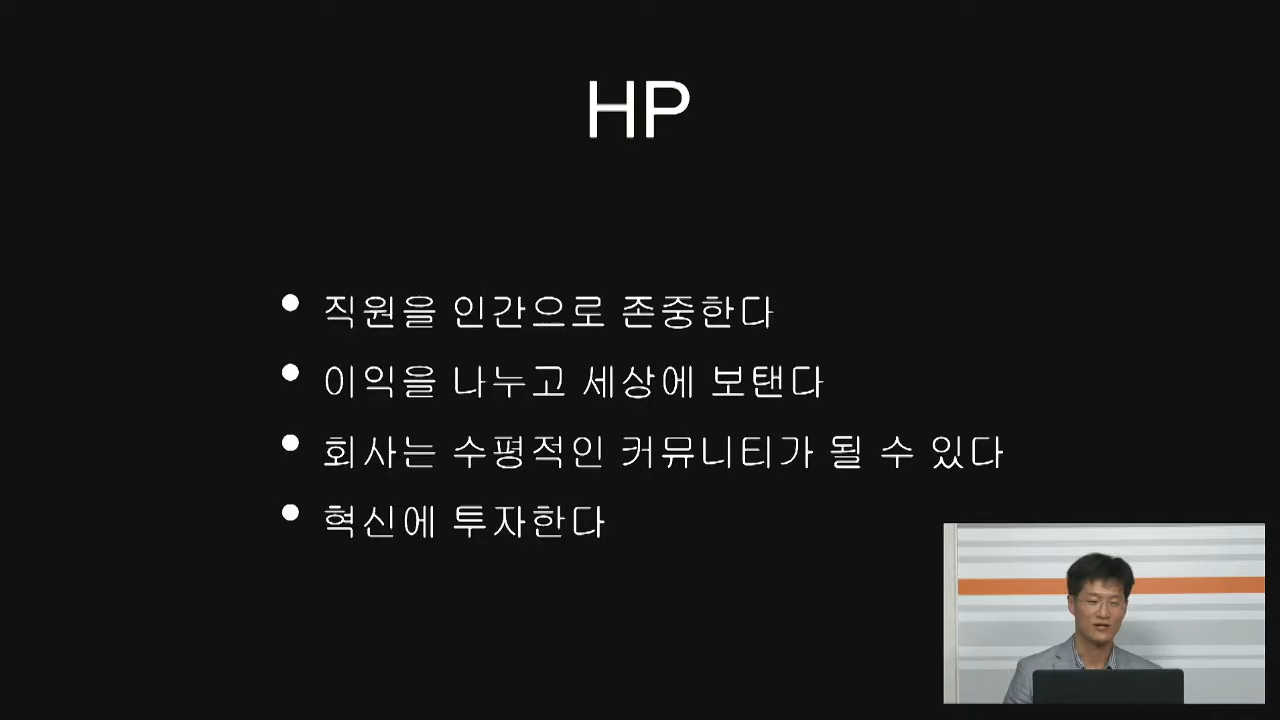 HP
• 직원을 인간으로 존중한다
• 이익을 나누고 세상에 보탠다
• 회사는 수평적인 커뮤니티가 될 수 있다
• 혁신에 투자한다